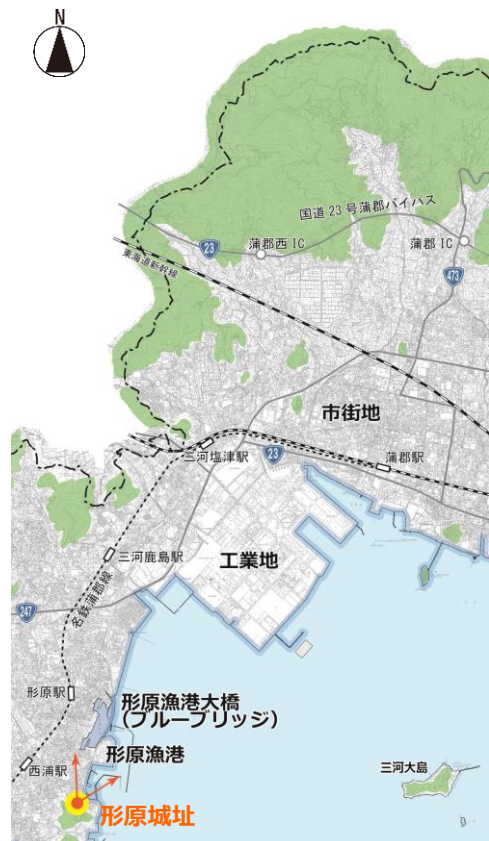 N
国道23号蒲郡バイパス
23
蒲郡西IC
蒲郡IC
東海道新幹線
473
市街地
三河塩津駅
23
蒲郡駅
三河鹿島駅
工業地
名鉄蒲郡線
247
形原駅
形原漁港大橋
(ブルーブリッジ)
形原漁港
西浦駅
三河大島
形原城址